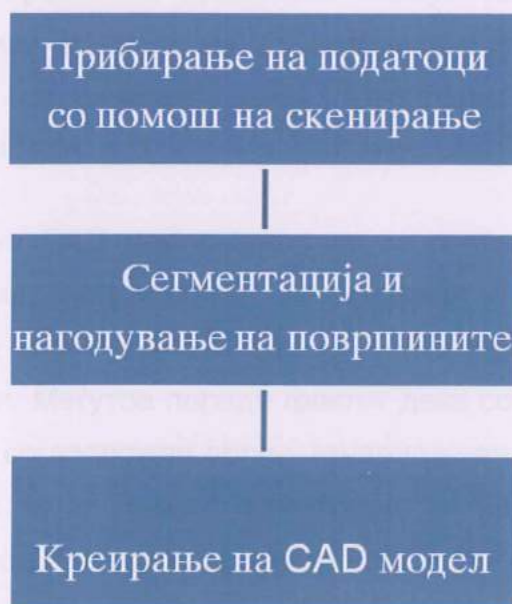 Прибирање на податоци
со помош на скенирање
Сегментација и
нагодување на површините
Креирање на CAD модел